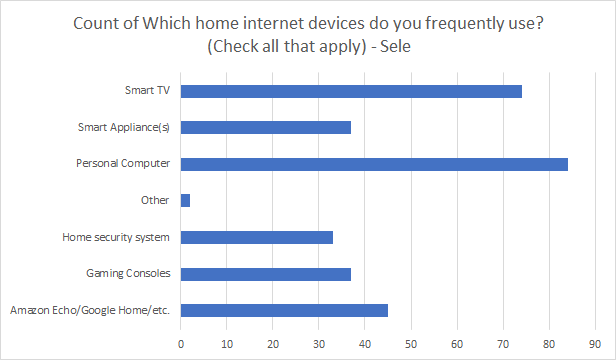 Count of Which home internet devices do you frequently use?
(Check all that apply) - Sele
Smart TV
Smart Appliance(s)
Personal Computer
Other
Home security system
Gaming Consoles
Amazon Echo/Google Home/etc.
0 10 20 30 40 50 60 70 80 90